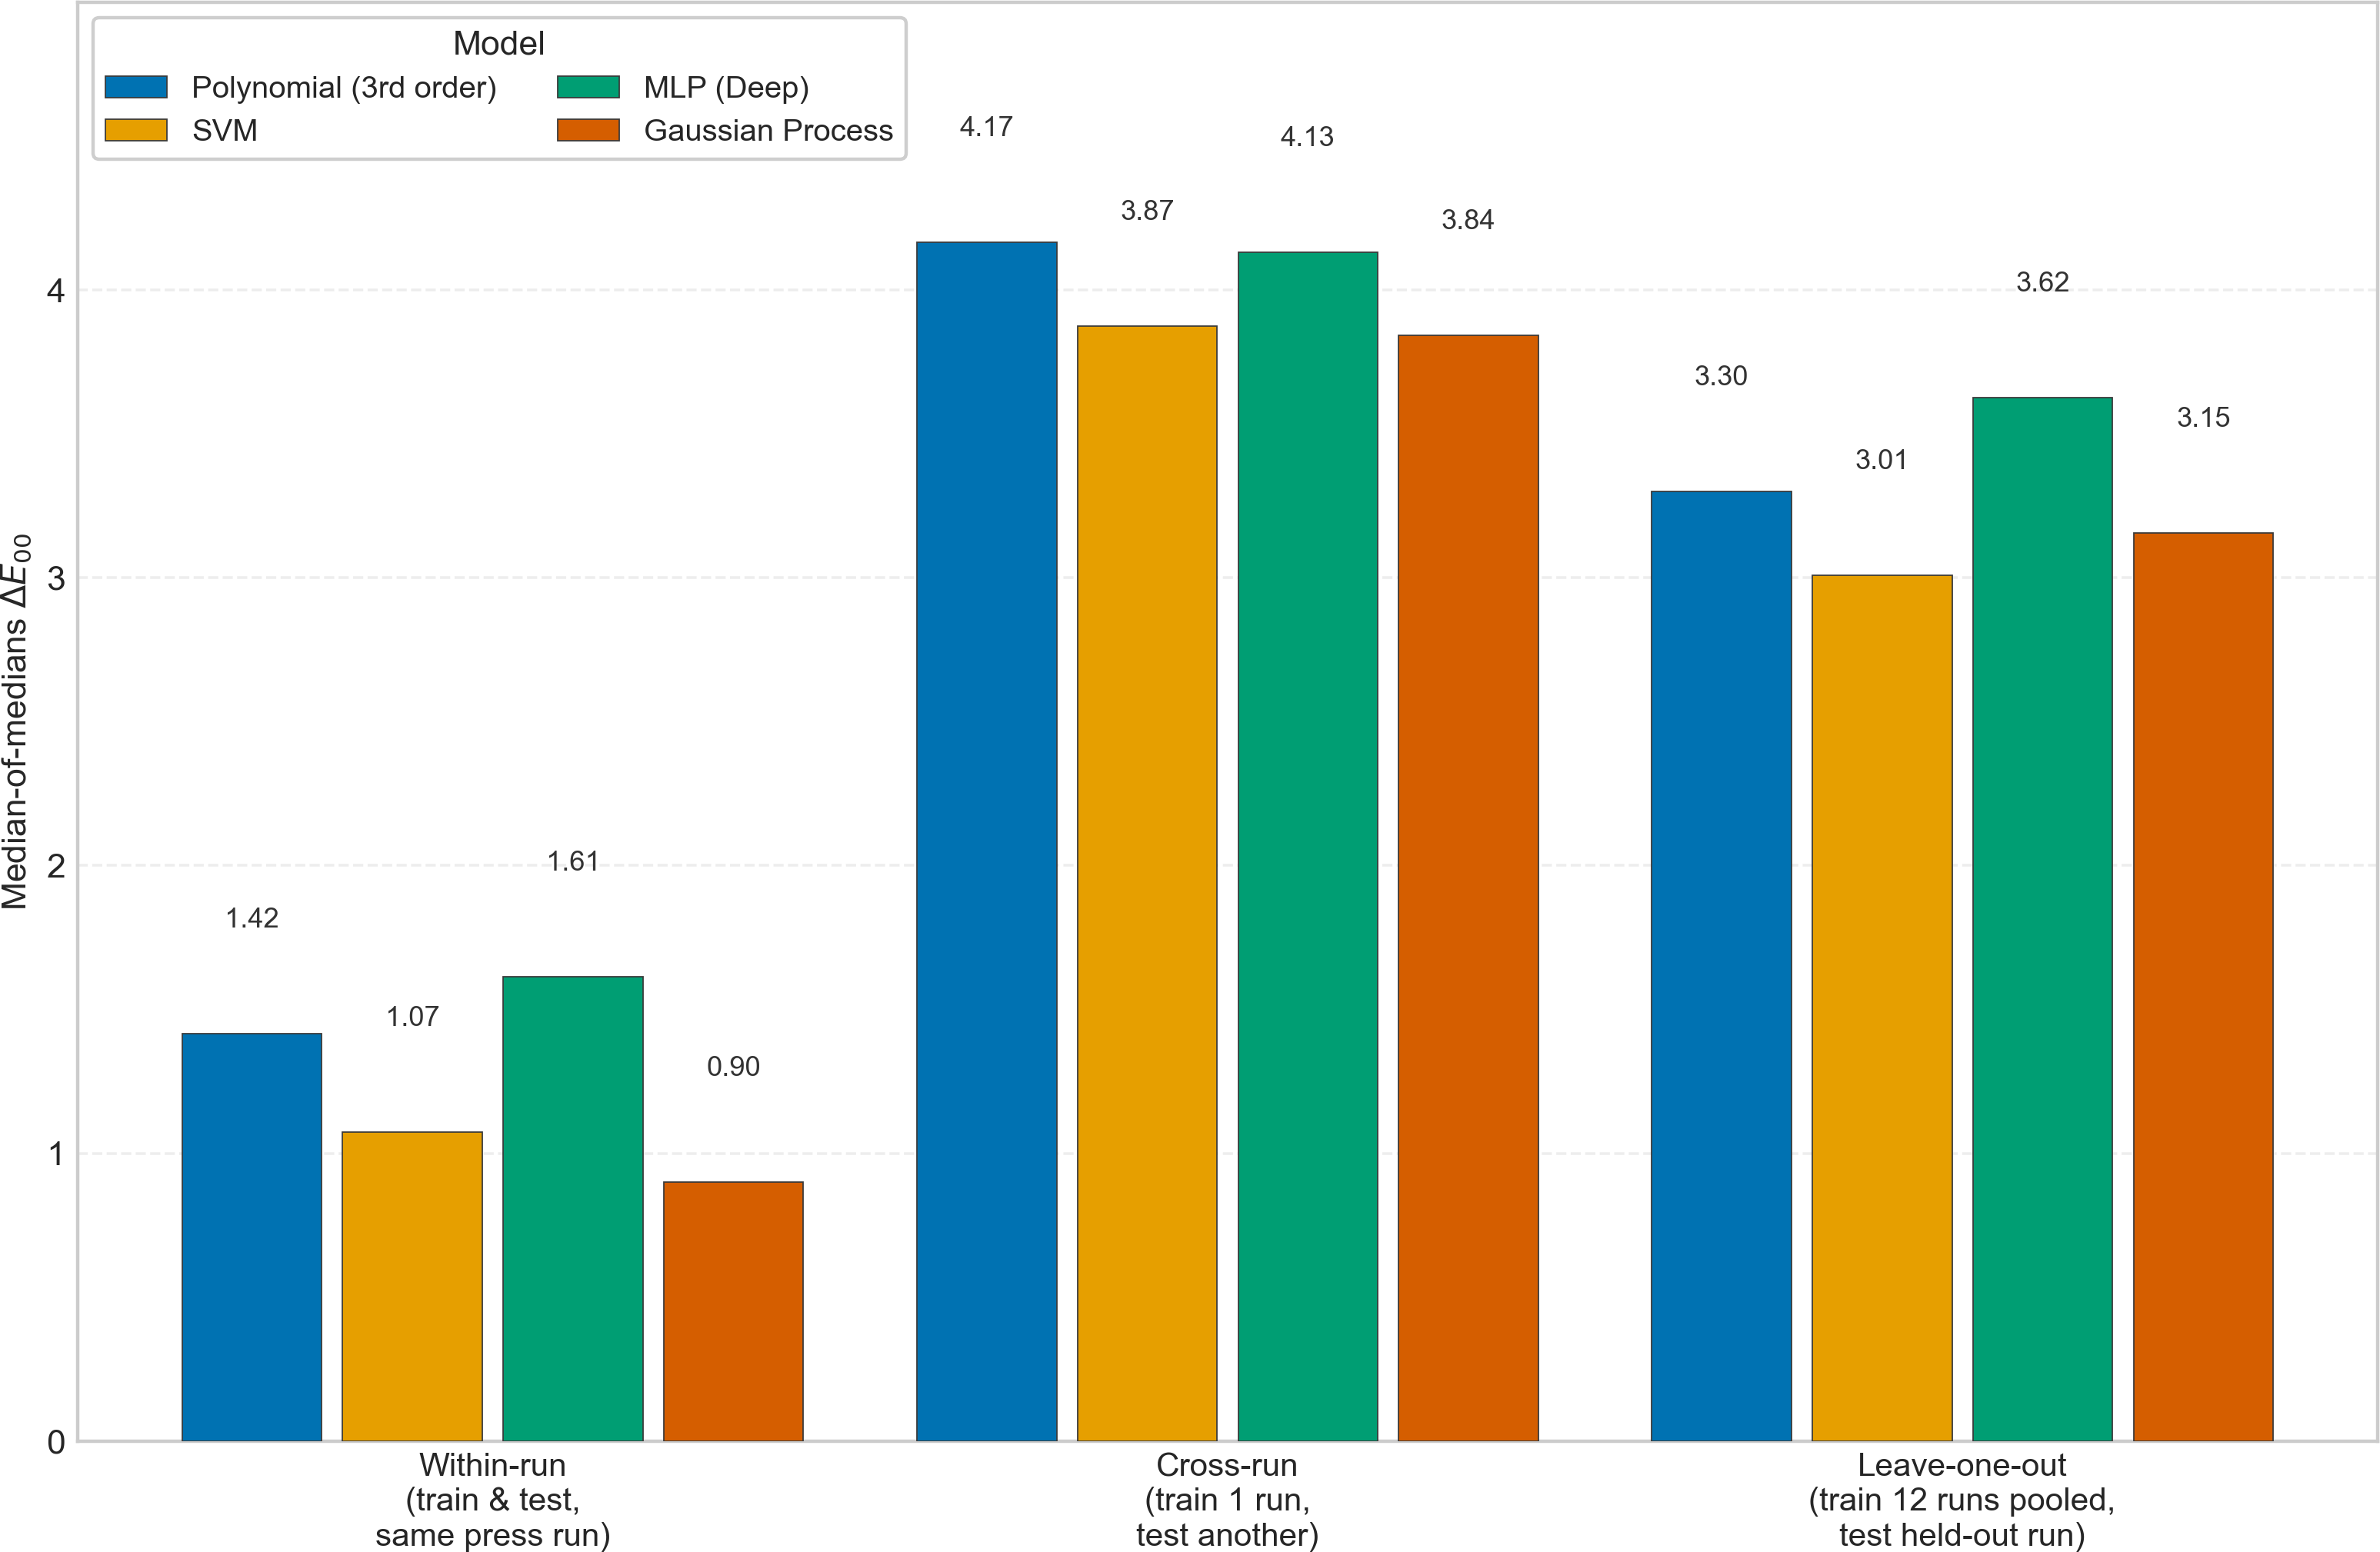 Model
Polynomial (3rd order)
SVM
MLP (Deep)
Gaussian Process
Median-of-medians ΔE₀₀
4
3
2
1
0
1.42
1.07
1.61
0.90
4.17
3.87
4.13
3.84
3.30
3.01
3.62
3.15
Within-run
(train & test,
same press run)
Cross-run
(train 1 run,
test another)
Leave-one-out
(train 12 runs pooled,
test held-out run)